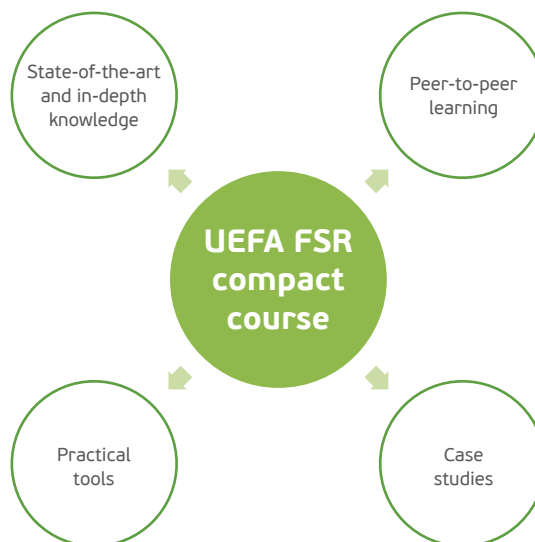 State-of-the-art
and in-depth
knowledge
Peer-to-peer
learning
UEFA FSR
compact
course
Practical
tools
Case
studies